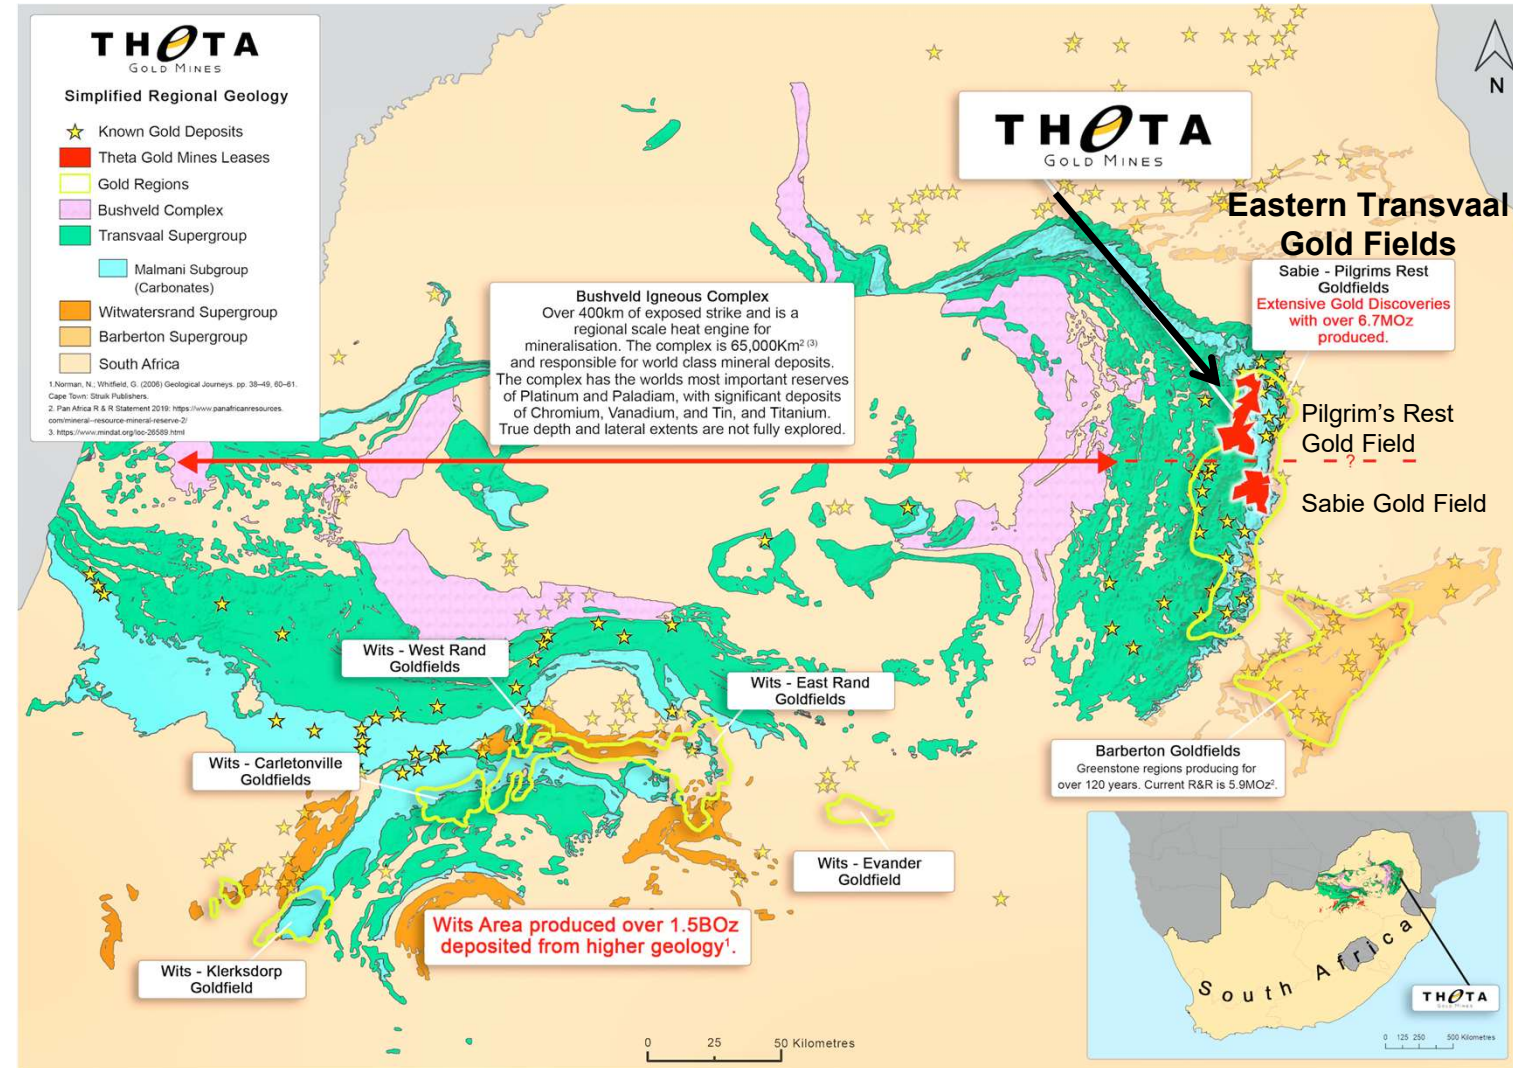 THETA
GOLD MINES
Simplified Regional Geology
Known Gold Deposits
Theta Gold Mines Leases
Gold Regions
Bushveld Complex
Transvaal Supergroup
Malmani Subgroup
(Carbonates)
Witwatersrand Supergroup
Barberton Supergroup
South Africa
1.Norman, N.; Whitfield, G. (2006) Geological Journeys. pp. 38–49, 60–61.
Cape Town: Struik Publishers.
2. Pan Africa R & R Statement 2019: https://www.panafricanresources.
com/mineral–resource-mineral-reserve-2/
3. https://www.mindat.org/loc-26589.html
THETA
GOLD MINES
N
Eastern Transvaal
Gold Fields
Sabie - Pilgrims Rest
Goldfields
Extensive Gold Discoveries
with over 6.7MOz
produced.
Bushveld Igneous Complex
Over 400km of exposed strike and is a
regional scale heat engine for
mineralisation. The complex is 65,000Km² ⁽³⁾
and responsible for world class mineral deposits.
The complex has the worlds most important reserves
of Platinum and Paladiam, with significant deposits
of Chromium, Vanadium, and Tin, and Titanium.
True depth and lateral extents are not fully explored.
Pilgrim's Rest
Gold Field
? ?
Sabie Gold Field
Wits - West Rand
Goldfields
Wits - East Rand
Goldfields
Wits - Carletonville
Goldfields
Barberton Goldfields
Greenstone regions producing for
over 120 years. Current R&R is 5.9MOz².
Wits - Evander
Goldfield
Wits Area produced over 1.5BOz
deposited from higher geology¹.
Wits - Klerksdorp
Goldfield
0 25 50 Kilometres
South Africa
THETA
GOLD MINES
0 125 250 500 Kilometres